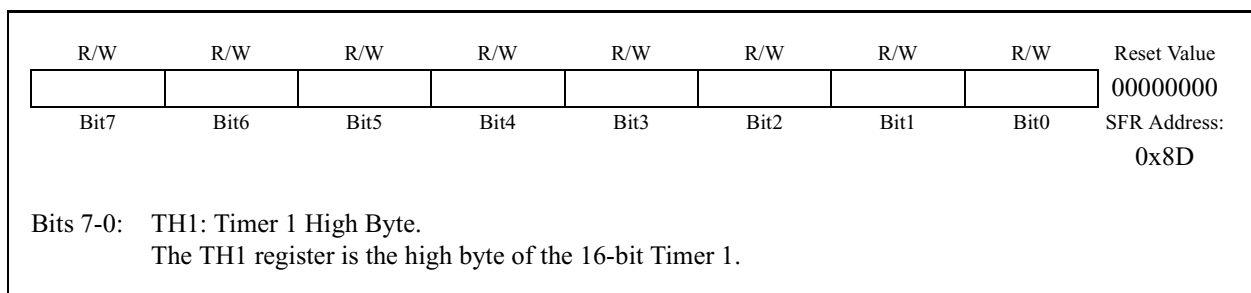 R/W R/W R/W R/W R/W R/W R/W R/W Reset Value
00000000
Bit7 Bit6 Bit5 Bit4 Bit3 Bit2 Bit1 Bit0 SFR Address:
0x8D
Bits 7-0: TH1: Timer 1 High Byte.
The TH1 register is the high byte of the 16-bit Timer 1.